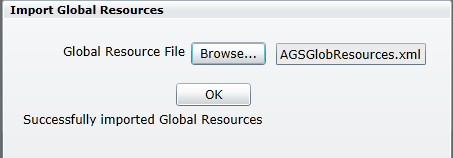 Import Global Resources
Global Resource File Browse... AGSGlobResources.xml
OK
Successfully imported Global Resources